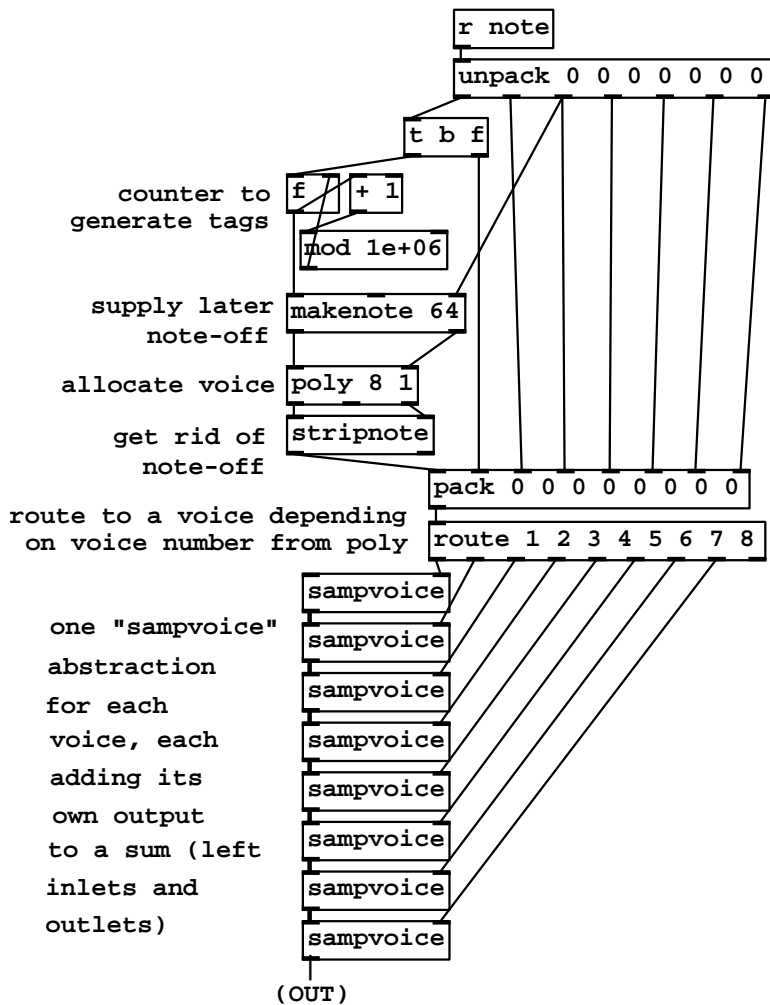 r note
unpack 0 0 0 0 0 0 0
t b f
counter to
generate tags
f
+ 1
mod 1e+06
supply later
note-off
makenote 64
allocate voice
poly 8 1
get rid of
note-off
stripnote
pack 0 0 0 0 0 0 0 0
route to a voice depending
on voice number from poly
route 1 2 3 4 5 6 7 8
sampvoice
one "sampvoice"
sampvoice
abstraction
for each
sampvoice
voice, each
sampvoice
adding its
sampvoice
own output
to a sum (left
sampvoice
inlets and
sampvoice
outlets)
sampvoice
(OUT)